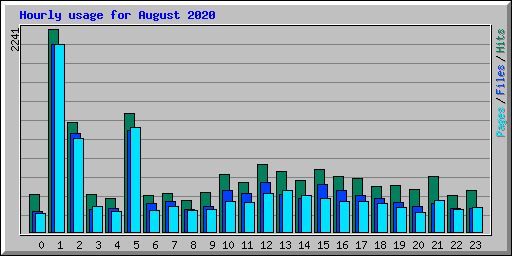 Hourly usage for August 2020
2241
Pages/Files/Hits
0 1 2 3 4 5 6 7 8 9 10 11 12 13 14 15 16 17 18 19 20 21 22 23